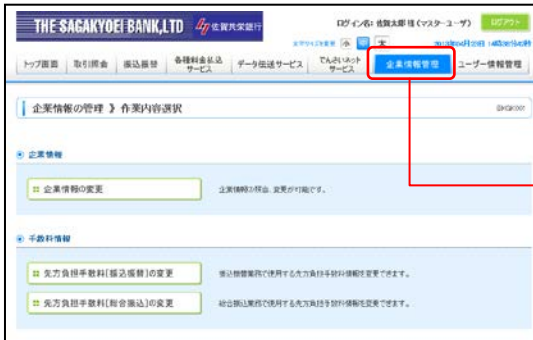 THE SAGAKYOEI BANK,LTD 佐賀共栄銀行
ログイン名: 佐賀太郎 様 (マスターユーザ) ログアウト
文字サイズを変更 小 中 大
トップ画面 取引照会 振込振替 各種料金払込サービス データ伝送サービス でんさいネットサービス 企業情報管理 ユーザー情報管理
企業情報の管理 》 作業内容選択
企業情報
企業情報の変更 企業情報の照会、変更が可能です。
手数料情報
先方負担手数料[振込振替]の変更 振込振替業務で使用する先方負担手数料情報を変更できます。
先方負担手数料[総合振込]の変更 総合振込業務で使用する先方負担手数料情報を変更できます。